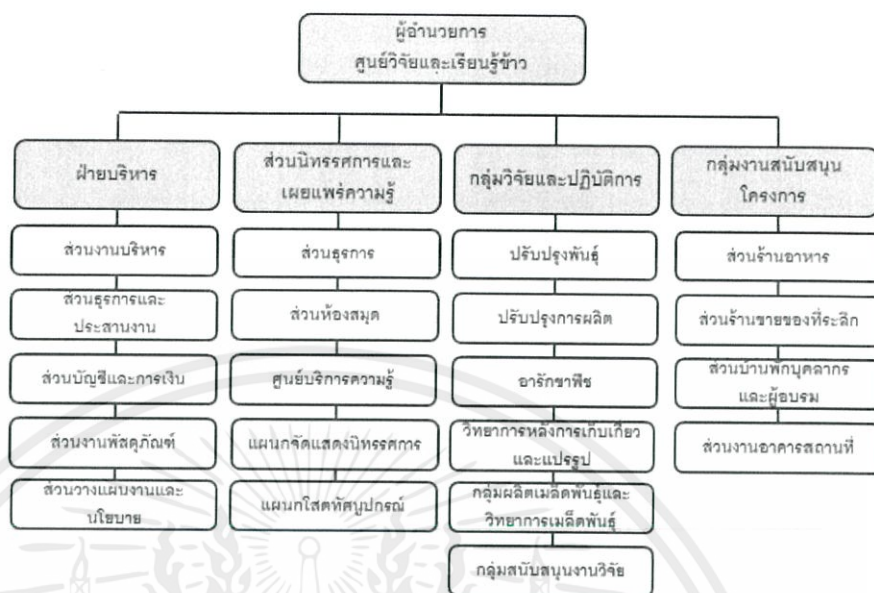 ผู้อำนวยการ
ศูนย์วิจัยและเรียนรู้ข้าว
ฝ่ายบริหาร
ส่วนงานบริหาร
ส่วนธุรการและ
ประสานงาน
ส่วนบัญชีและการเงิน
ส่วนงานพัสดุภัณฑ์
ส่วนวางแผนงานและ
นโยบาย
ส่วนนิทรรศการและ
เผยแพร่ความรู้
ส่วนธุรการ
ส่วนห้องสมุด
ศูนย์บริการความรู้
แผนกจัดแสดงนิทรรศการ
แผนกโสตทัศนูปกรณ์
กลุ่มวิจัยและปฏิบัติการ
ปรับปรุงพันธุ์
ปรับปรุงการผลิต
อารักขาพืช
วิทยาการหลังการเก็บเกี่ยว
และแปรรูป
กลุ่มผลิตเมล็ดพันธุ์และ
วิทยาการเมล็ดพันธุ์
กลุ่มสนับสนุนงานวิจัย
กลุ่มงานสนับสนุน
โครงการ
ส่วนร้านอาหาร
ส่วนร้านขายของที่ระลึก
ส่วนบ้านพักบุคลากร
และผู้อบรม
ส่วนงานอาคารสถานที่